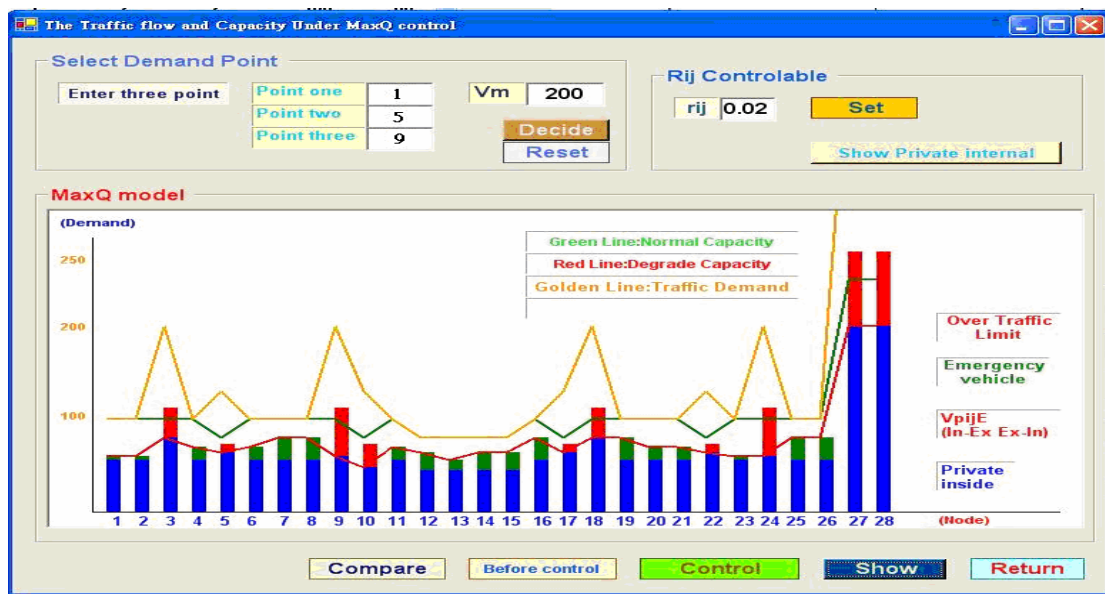 The Traffic flow and Capacity Under MaxQ control
Select Demand Point
Enter three point
Point one 1
Point two 5
Point three 9
Vm 200
Decide
Reset
Rij Controlable
rij 0.02
Set
Show Private internal
MaxQ model
(Demand)
250
200
100
Green Line:Normal Capacity
Red Line:Degrade Capacity
Golden Line:Traffic Demand
Over Traffic
Limit
Emergency
vehicle
VpijE
(In-Ex Ex-In)
Private
inside
1 2 3 4 5 6 7 8 9 10 11 12 13 14 15 16 17 18 19 20 21 22 23 24 25 26 27 28 (Node)
Compare
Before control
Control
Show
Return